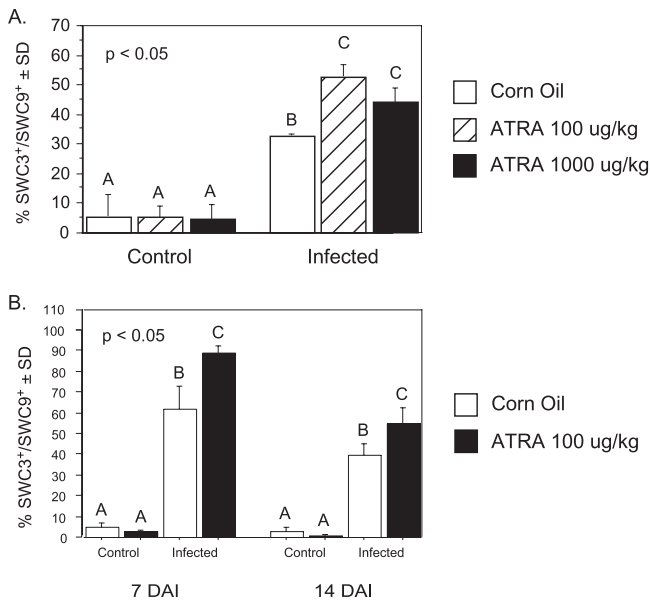 A.
% SWC3⁺/SWC9⁺ ± SD
70
60
50
40
30
20
10
0
p < 0.05
A
A
A
B
C
C
Control
Infected
Corn Oil
ATRA 100 ug/kg
ATRA 1000 ug/kg
B.
% SWC3⁺/SWC9⁺ ± SD
110
100
90
80
70
60
50
40
30
20
10
0
p < 0.05
A
A
B
C
A
A
B
C
Control
Infected
Control
Infected
7 DAI
14 DAI
Corn Oil
ATRA 100 ug/kg